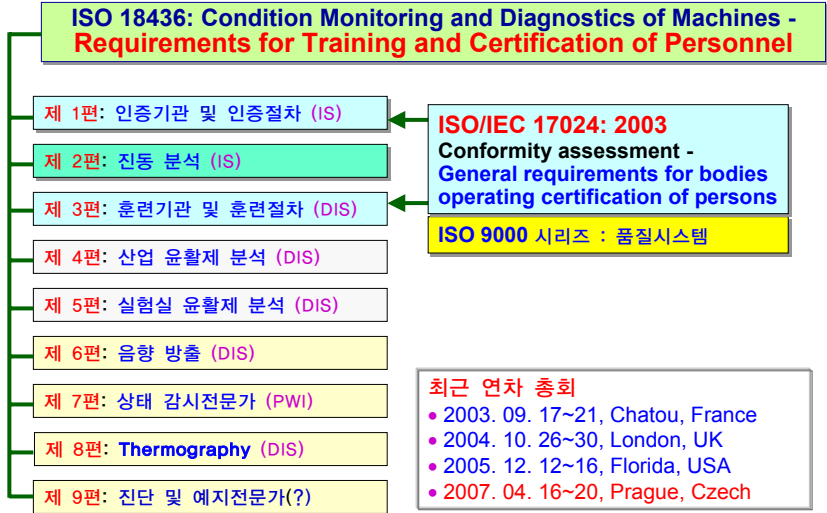 ISO 18436: Condition Monitoring and Diagnostics of Machines -
Requirements for Training and Certification of Personnel
제 1편: 인증기관 및 인증절차 (IS)
제 2편: 진동 분석 (IS)
제 3편: 훈련기관 및 훈련절차 (DIS)
제 4편: 산업 윤활제 분석 (DIS)
제 5편: 실험실 윤활제 분석 (DIS)
제 6편: 음향 방출 (DIS)
제 7편: 상태 감시전문가 (PWI)
제 8편: Thermography (DIS)
제 9편: 진단 및 예지전문가(?)
ISO/IEC 17024: 2003
Conformity assessment -
General requirements for bodies
operating certification of persons
ISO 9000 시리즈 : 품질시스템
최근 연차 총회
• 2003. 09. 17~21, Chatou, France
• 2004. 10. 26~30, London, UK
• 2005. 12. 12~16, Florida, USA
• 2007. 04. 16~20, Prague, Czech